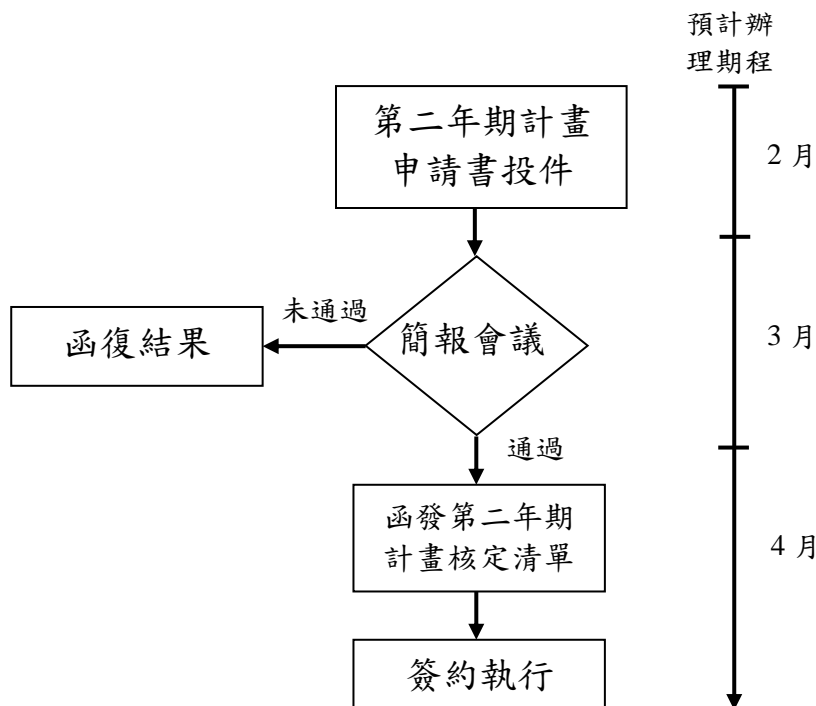 預計辦
理期程
第二年期計畫
申請書投件
2 月
未通過
函復結果
簡報會議
3 月
通過
函發第二年期
計畫核定清單
4 月
簽約執行